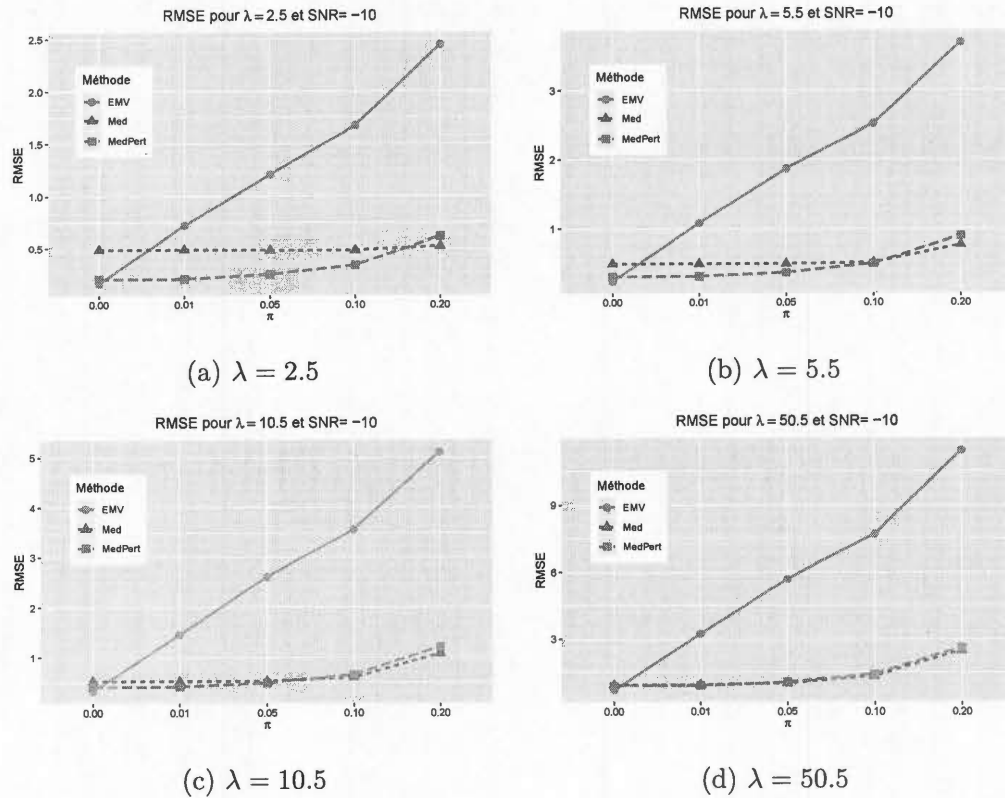 RMSE pour λ = 2.5 et SNR= −10
RMSE
2.5
2.0
1.5
1.0
0.5
Méthode
EMV
Med
MedPert
0.00
0.01
0.05
0.10
0.20
π
(a) λ = 2.5
RMSE pour λ = 5.5 et SNR= −10
RMSE
3
2
1
Méthode
EMV
Med
MedPert
0.00
0.01
0.05
0.10
0.20
π
(b) λ = 5.5
RMSE pour λ = 10.5 et SNR= −10
RMSE
5
4
3
2
1
Méthode
EMV
Med
MedPert
0.00
0.01
0.05
0.10
0.20
π
(c) λ = 10.5
RMSE pour λ = 50.5 et SNR= −10
RMSE
9
6
3
Méthode
EMV
Med
MedPert
0.00
0.01
0.05
0.10
0.20
π
(d) λ = 50.5